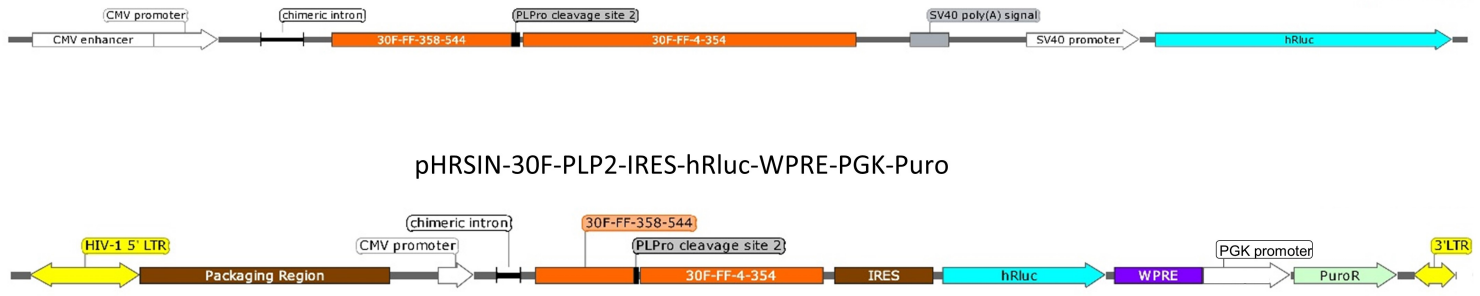 CMV promoter
chimeric intron
PLPro cleavage site 2
SV40 poly(A) signal
CMV enhancer
30F-FF-358-544
30F-FF-4-354
SV40 promoter
hRluc
pHRSIN-30F-PLP2-IRES-hRluc-WPRE-PGK-Puro
chimeric intron
30F-FF-358-544
HIV-1 5' LTR
CMV promoter
PLPro cleavage site 2
PGK promoter
3'LTR
Packaging Region
30F-FF-4-354
IRES
hRluc
WPRE
PuroR